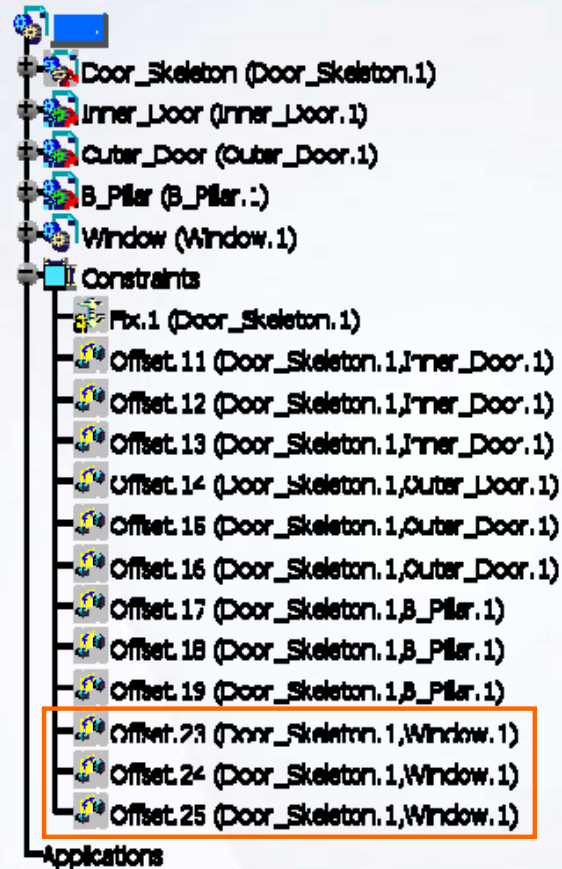 Door_Skeleton (Door_Skeleton.1)
Inner_Door (Inner_Door.1)
Outer_Door (Outer_Door.1)
B_Pillar (B_Pillar.1)
Window (Window.1)
Constraints
Fix.1 (Door_Skeleton.1)
Offset.11 (Door_Skeleton.1,Inner_Door.1)
Offset.12 (Door_Skeleton.1,Inner_Door.1)
Offset.13 (Door_Skeleton.1,Inner_Door.1)
Offset.14 (Door_Skeleton.1,Outer_Door.1)
Offset.15 (Door_Skeleton.1,Outer_Door.1)
Offset.16 (Door_Skeleton.1,Outer_Door.1)
Offset.17 (Door_Skeleton.1,B_Pillar.1)
Offset.18 (Door_Skeleton.1,B_Pillar.1)
Offset.19 (Door_Skeleton.1,B_Pillar.1)
Offset.23 (Door_Skeleton.1,Window.1)
Offset.24 (Door_Skeleton.1,Window.1)
Offset.25 (Door_Skeleton.1,Window.1)
Applications